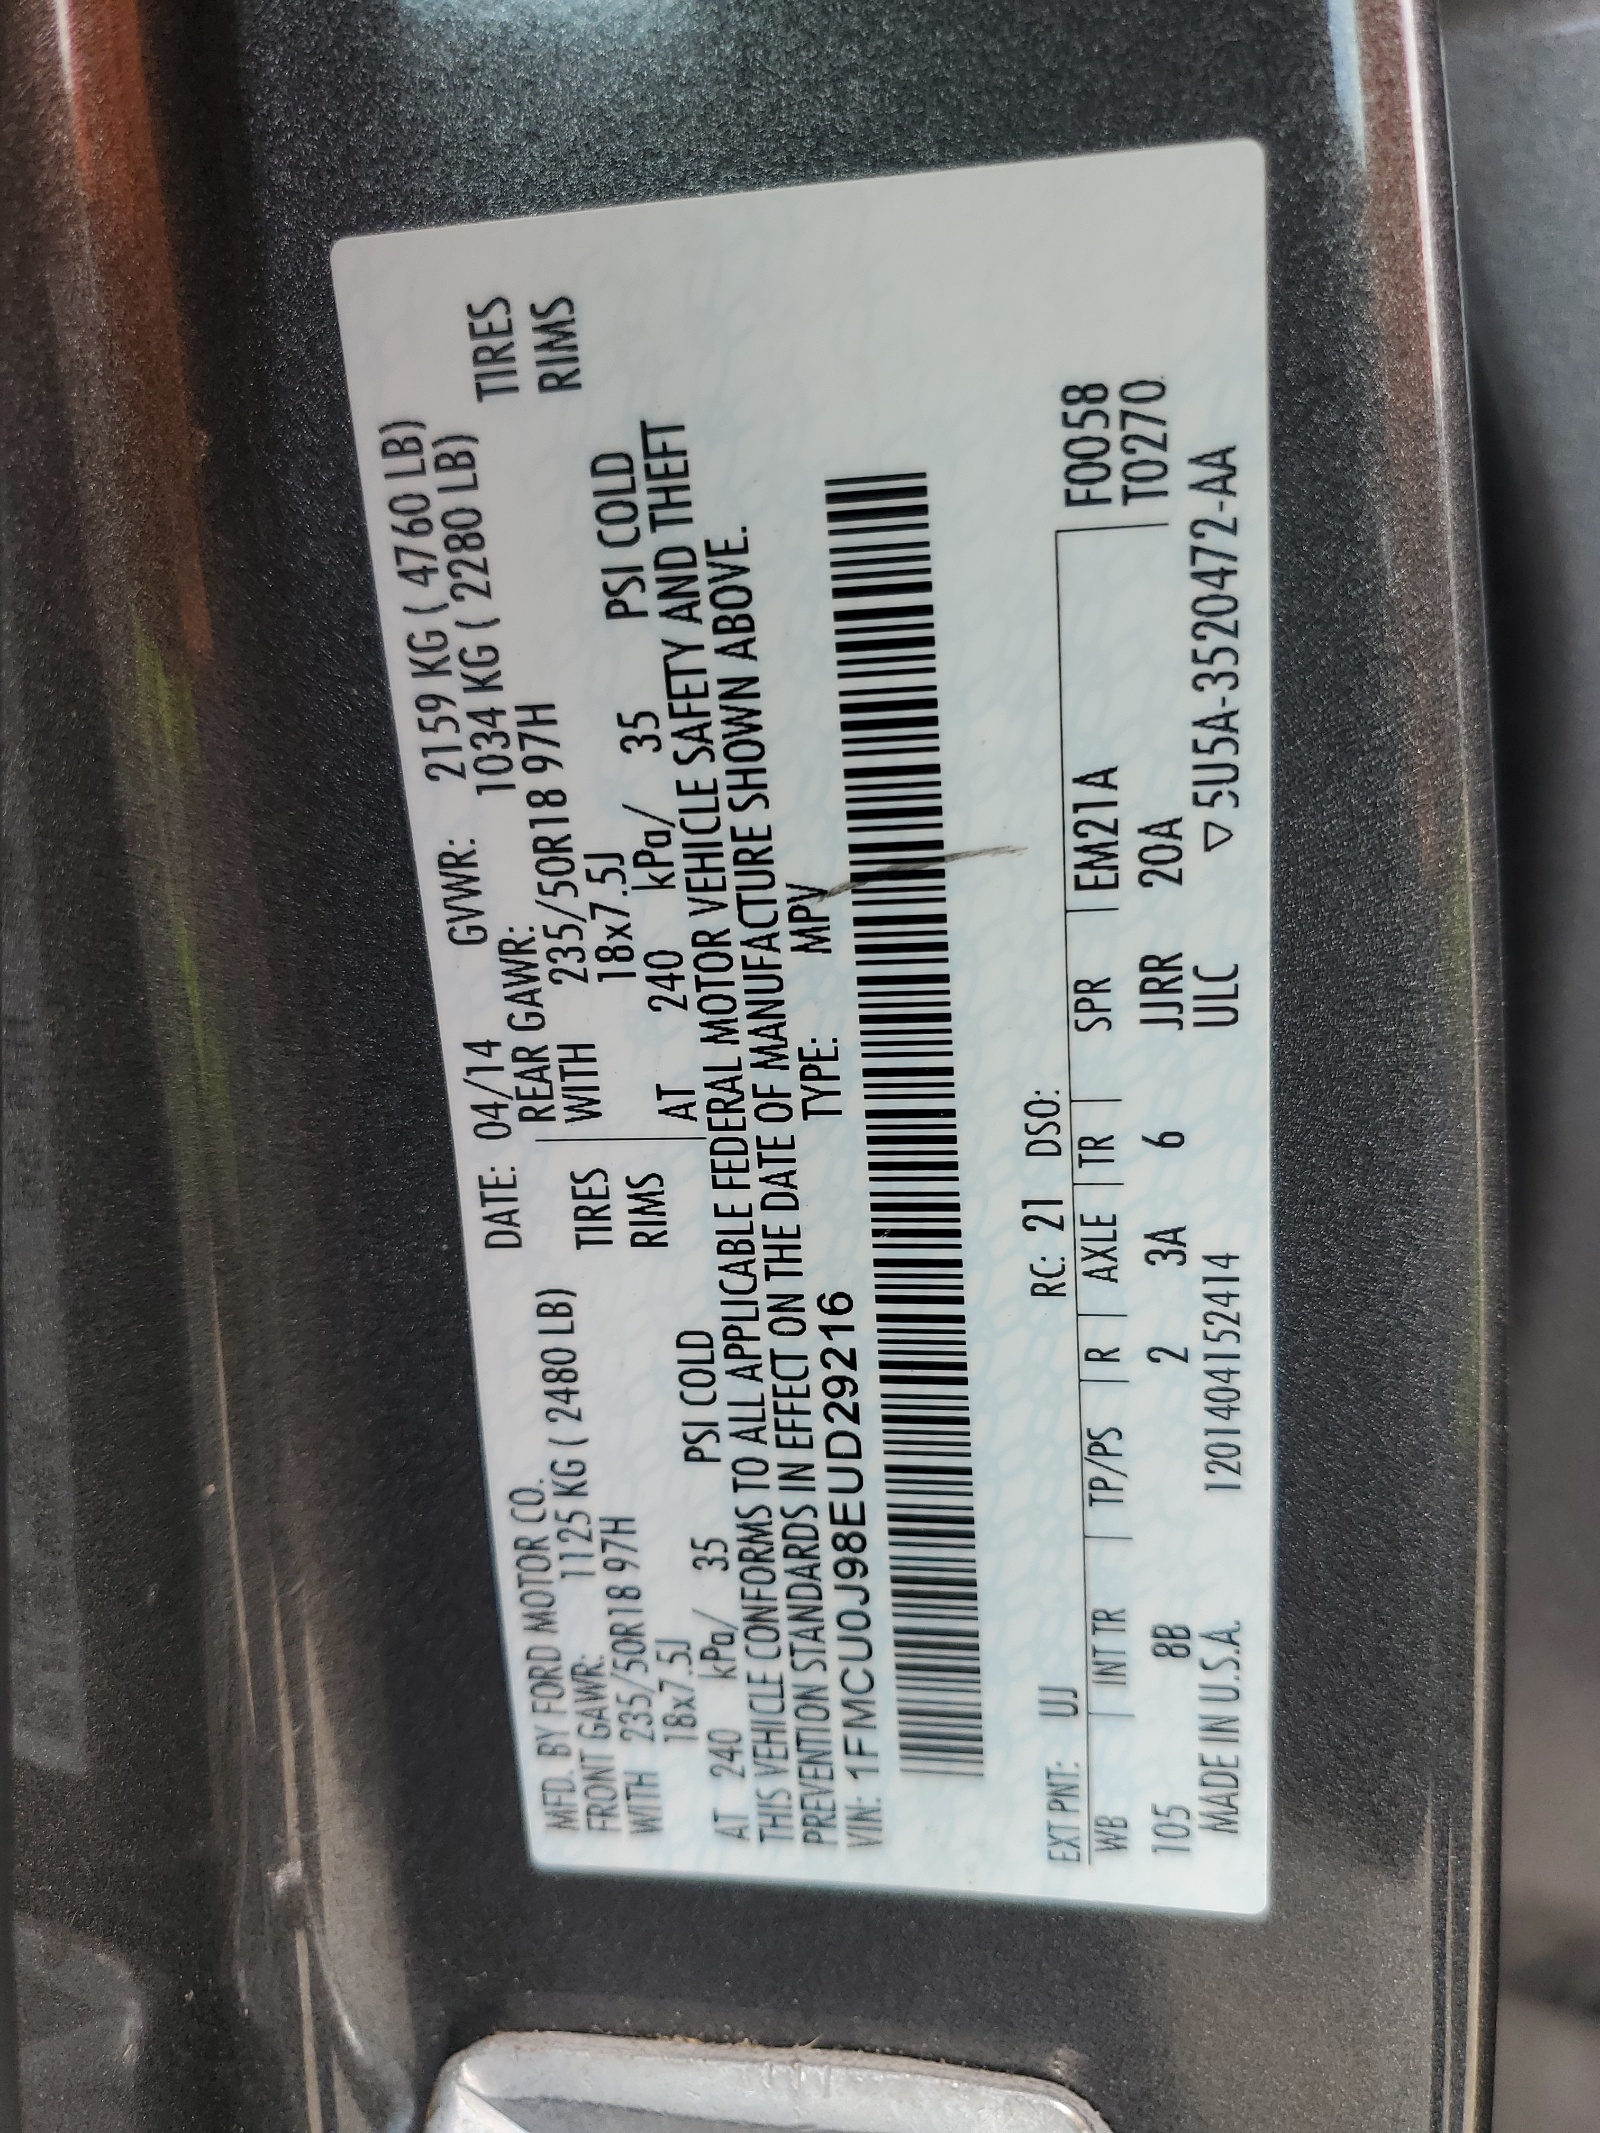 MFD. BY FORD MOTOR CO. DATE: 04/14 GVWR: 2159 KG ( 4760 LB)
FRONT GAWR: 1125 KG ( 2480 LB) REAR GAWR: 1034 KG ( 2280 LB)
WITH 235/50R18 97H TIRES WITH 235/50R18 97H TIRES
18x7.5J RIMS 18x7.5J RIMS
AT 240 kPa/ 35 PSI COLD AT 240 kPa/ 35 PSI COLD
THIS VEHICLE CONFORMS TO ALL APPLICABLE FEDERAL MOTOR VEHICLE SAFETY AND THEFT
PREVENTION STANDARDS IN EFFECT ON THE DATE OF MANUFACTURE SHOWN ABOVE.
VIN: 1FMCU0J98EUD29216 TYPE: MPV
EXT PNT: UJ RC: 21 DSO: F0058
WB INT TR TP/PS R AXLE TR SPR EM21A T0270
105 8B 2 3A 6 JJRR 20A
MADE IN U.S.A. 120140415241​4 ULC ▽5U5A-3520472-AA